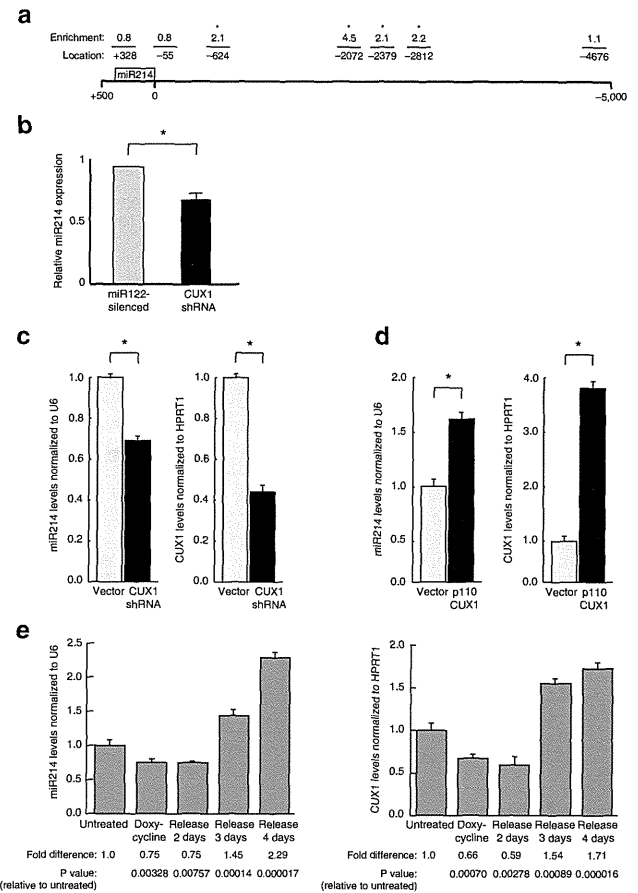 a
* * * *
Enrichment: 0.8 0.8 2.1 4.5 2.1 2.2 1.1
Location: +328 −55 −624 −2072 −2379 −2812 −4676
miR214
+500 0 −5,000
b
*
Relative miR214 expression
1
0.5
0
miR122-silenced
CUX1 shRNA
c
*
miR214 levels normalized to U6
1.0
0.8
0.6
0.4
0.2
0.0
Vector CUX1
shRNA
*
CUX1 levels normalized to HPRT1
1.0
0.8
0.6
0.4
0.2
0.0
Vector CUX1
shRNA
d
*
miR214 levels normalized to U6
2.0
1.5
1.0
0.5
0.0
Vector p110
CUX1
*
CUX1 levels normalized to HPRT1
4.0
3.0
2.0
1.0
0.0
Vector p110
CUX1
e
miR214 levels normalized to U6
2.5
2.0
1.5
1.0
0.5
0.0
Untreated Doxy- Release Release Release
cycline 2 days 3 days 4 days
Fold difference: 1.0 0.75 0.75 1.45 2.29
P value: 0.00328 0.00757 0.00014 0.000017
(relative to untreated)
CUX1 levels normalized to HPRT1
2.0
1.5
1.0
0.5
0.0
Untreated Doxy- Release Release Release
cycline 2 days 3 days 4 days
Fold difference: 1.0 0.66 0.59 1.54 1.71
P value: 0.00070 0.00278 0.00089 0.000016
(relative to untreated)